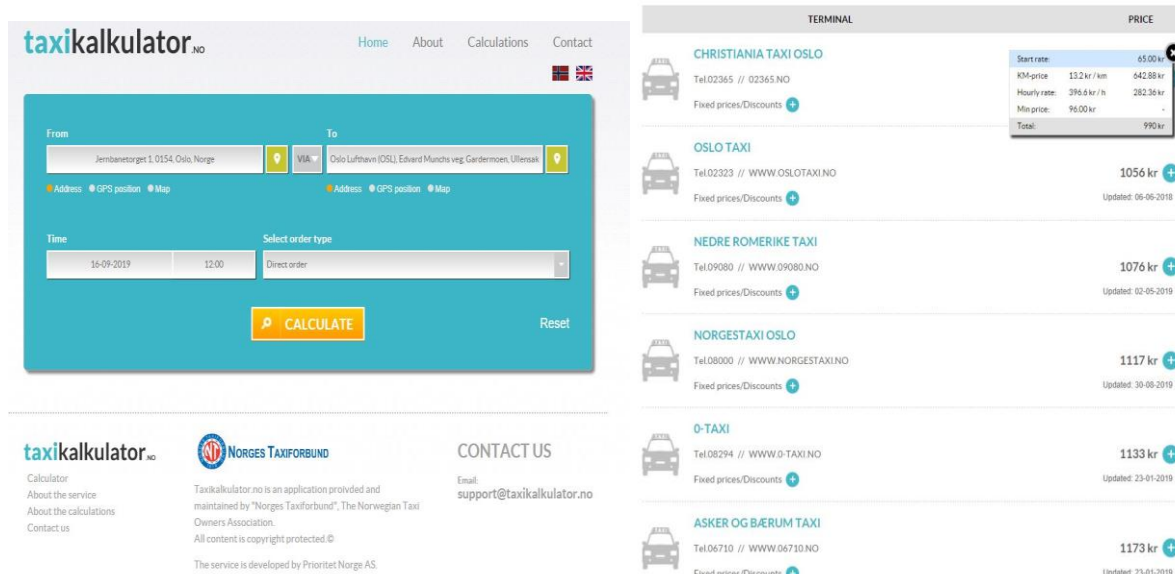 taxikalkulator.NO
Home About Calculations Contact
From To
Jernbanetorget 1, 0154, Oslo, Norge VIA Oslo Lufthavn (OSL), Edvard Munchs veg, Gardermoen, Ullensak
Address GPS position Map Address GPS position Map
Time Select order type
16-09-2019 12:00 Direct order
CALCULATE Reset
taxikalkulator.NO
Calculator
About the service
About the calculations
Contact us
NORGES TAXIFORBUND
Taxikalkulator.no is an application proivded and
maintained by "Norges Taxiforbund", The Norwegian Taxi
Owners Association.
All content is copyright protected.©
The service is developed by Prioritet Norge AS.
CONTACT US
Email:
support@taxikalkulator.no
TERMINAL PRICE
CHRISTIANIA TAXI OSLO
Tel.02365 // 02365.NO
Fixed prices/Discounts
Start rate: 65.00 kr
KM-price 13.2 kr / km 642.88 kr
Hourly rate: 396.6 kr / h 282.36 kr
Min price: 96.00 kr -
Total: 990 kr
OSLO TAXI
Tel.02323 // WWW.OSLOTAXI.NO 1056 kr
Fixed prices/Discounts Updated: 06-06-2018
NEDRE ROMERIKE TAXI
Tel.09080 // WWW.09080.NO 1076 kr
Fixed prices/Discounts Updated: 02-05-2019
NORGESTAXI OSLO
Tel.08000 // WWW.NORGESTAXI.NO 1117 kr
Fixed prices/Discounts Updated: 30-08-2019
0-TAXI
Tel.08294 // WWW.0-TAXI.NO 1133 kr
Fixed prices/Discounts Updated: 23-01-2019
ASKER OG BÆRUM TAXI
Tel.06710 // WWW.06710.NO 1173 kr
Fixed prices/Discounts Updated: 23-01-2019